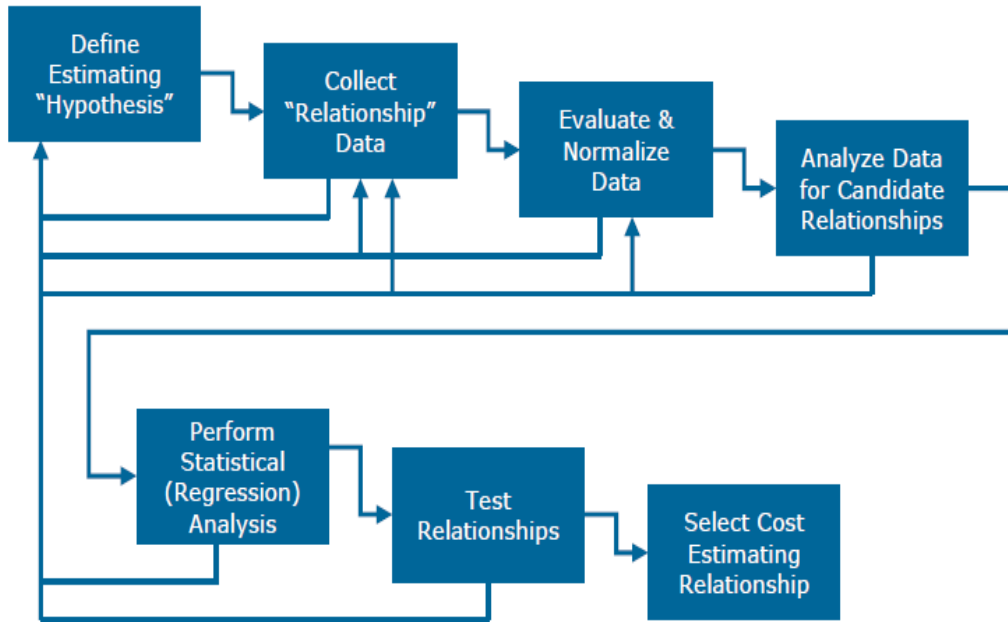 Define
Estimating
“Hypothesis”
Collect
“Relationship”
Data
Evaluate &
Normalize
Data
Analyze Data
for Candidate
Relationships
Perform
Statistical
(Regression)
Analysis
Test
Relationships
Select Cost
Estimating
Relationship